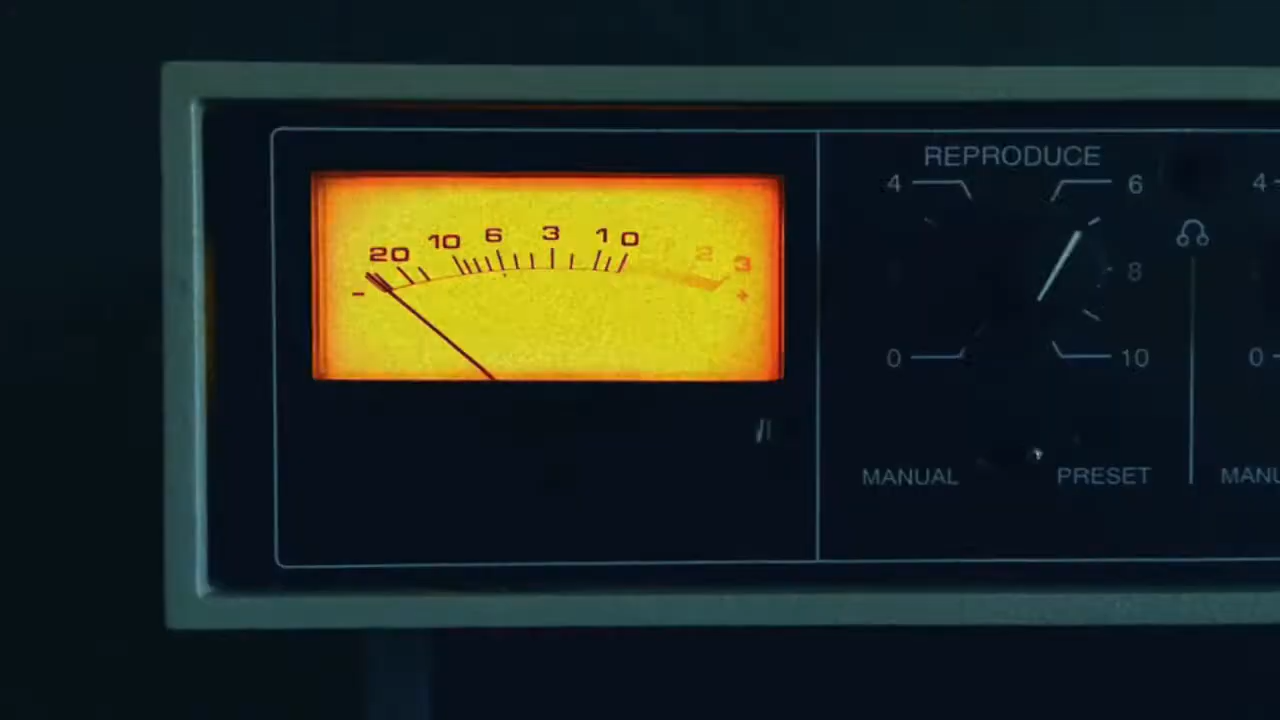 REPRODUCE
4 6 4
20 10 6 3 1 0 2 3
- +
8
0 10 0
MANUAL PRESET MANU